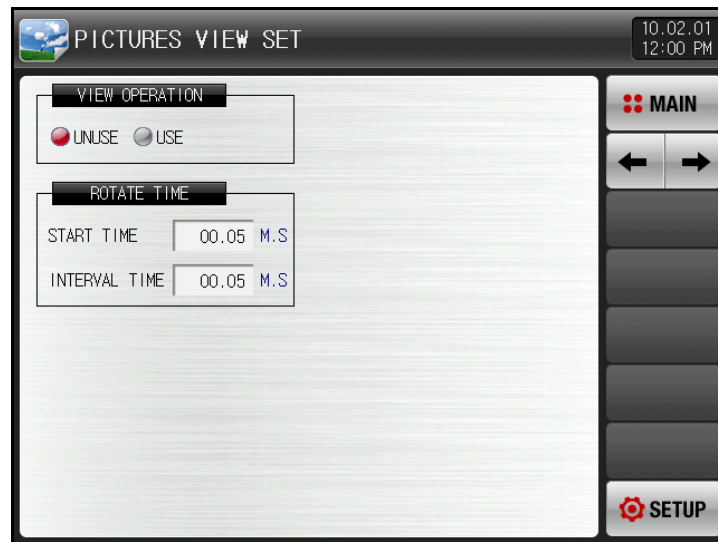 PICTURES VIEW SET
10.02.01
12:00 PM
VIEW OPERATION
UNUSE USE
ROTATE TIME
START TIME 00.05 M.S
INTERVAL TIME 00.05 M.S
MAIN
SETUP